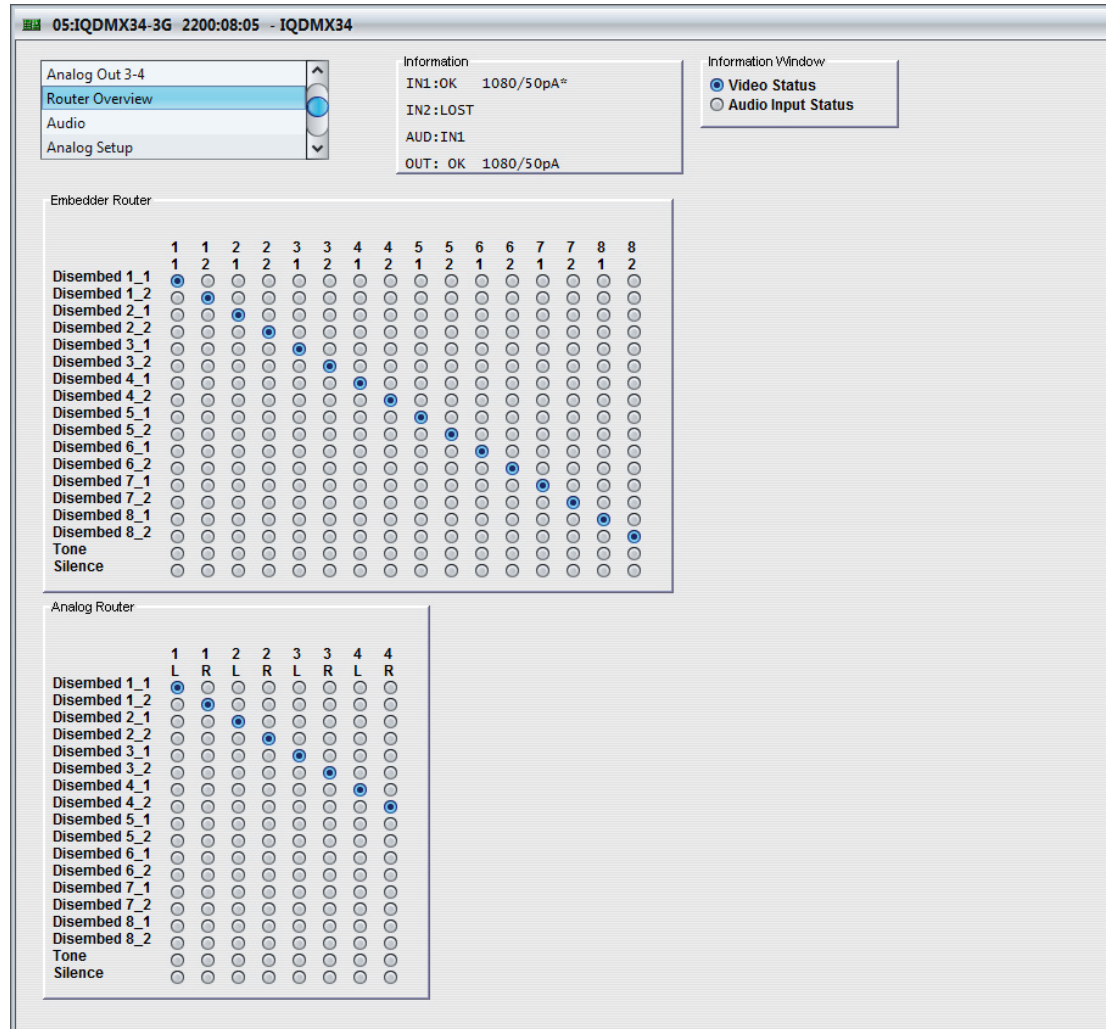 05:IQDMX34-3G 2200:08:05 - IQDMX34
Analog Out 3-4
Router Overview
Audio
Analog Setup
Information
IN1:OK 1080/50pA*
IN2:LOST
AUD:IN1
OUT: OK 1080/50pA
Information Window
Video Status
Audio Input Status
Embedder Router
1 1 2 2 3 3 4 4 5 5 6 6 7 7 8 8
1 2 1 2 1 2 1 2 1 2 1 2 1 2 1 2
Disembed 1_1
Disembed 1_2
Disembed 2_1
Disembed 2_2
Disembed 3_1
Disembed 3_2
Disembed 4_1
Disembed 4_2
Disembed 5_1
Disembed 5_2
Disembed 6_1
Disembed 6_2
Disembed 7_1
Disembed 7_2
Disembed 8_1
Disembed 8_2
Tone
Silence
Analog Router
1 1 2 2 3 3 4 4
L R L R L R L R
Disembed 1_1
Disembed 1_2
Disembed 2_1
Disembed 2_2
Disembed 3_1
Disembed 3_2
Disembed 4_1
Disembed 4_2
Disembed 5_1
Disembed 5_2
Disembed 6_1
Disembed 6_2
Disembed 7_1
Disembed 7_2
Disembed 8_1
Disembed 8_2
Tone
Silence